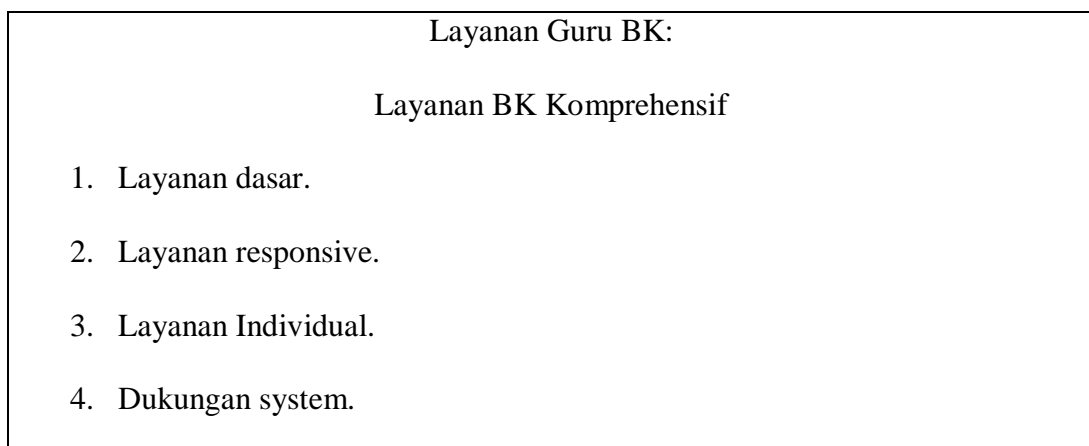 Layanan Guru BK:
Layanan BK Komprehensif
1. Layanan dasar.
2. Layanan responsive.
3. Layanan Individual.
4. Dukungan system.